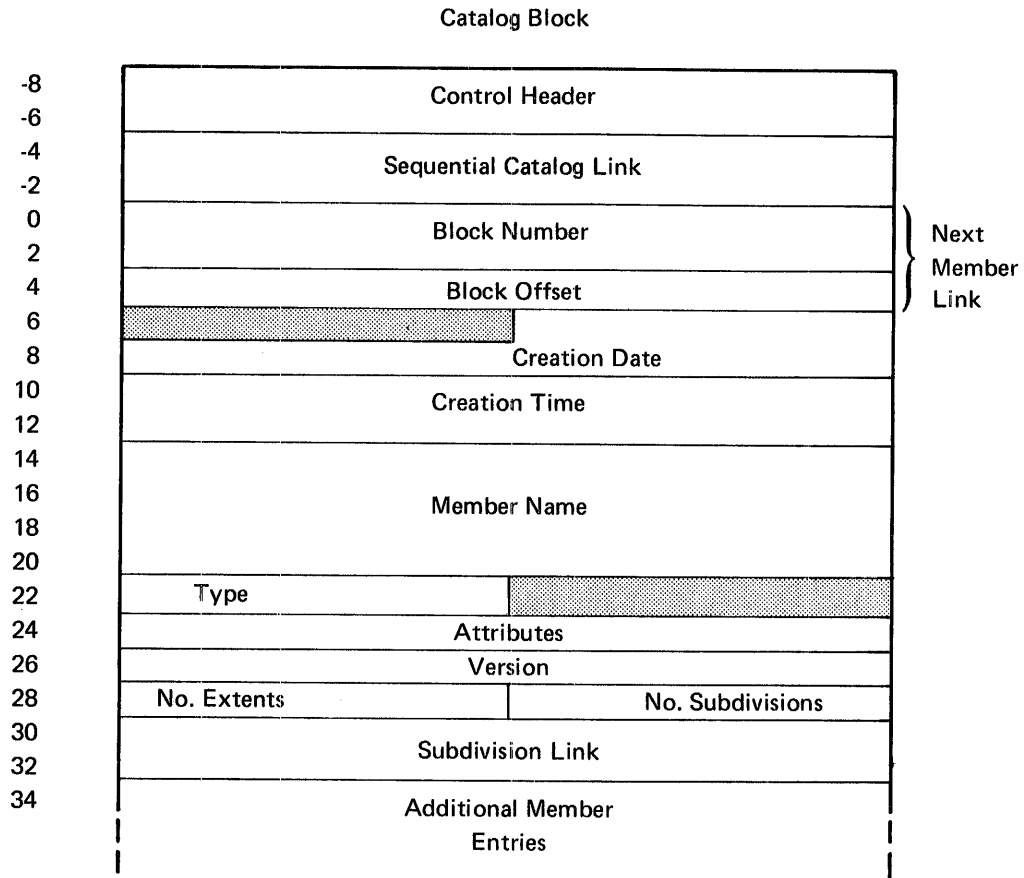 Catalog Block
-8
Control Header
-6
-4
Sequential Catalog Link
-2
0
Block Number
Next
2
Member
4
Block Offset
Link
6
8
Creation Date
10
Creation Time
12
14
16
Member Name
18
20
22
Type
24
Attributes
26
Version
28
No. Extents
No. Subdivisions
30
Subdivision Link
32
34
Additional Member
Entries